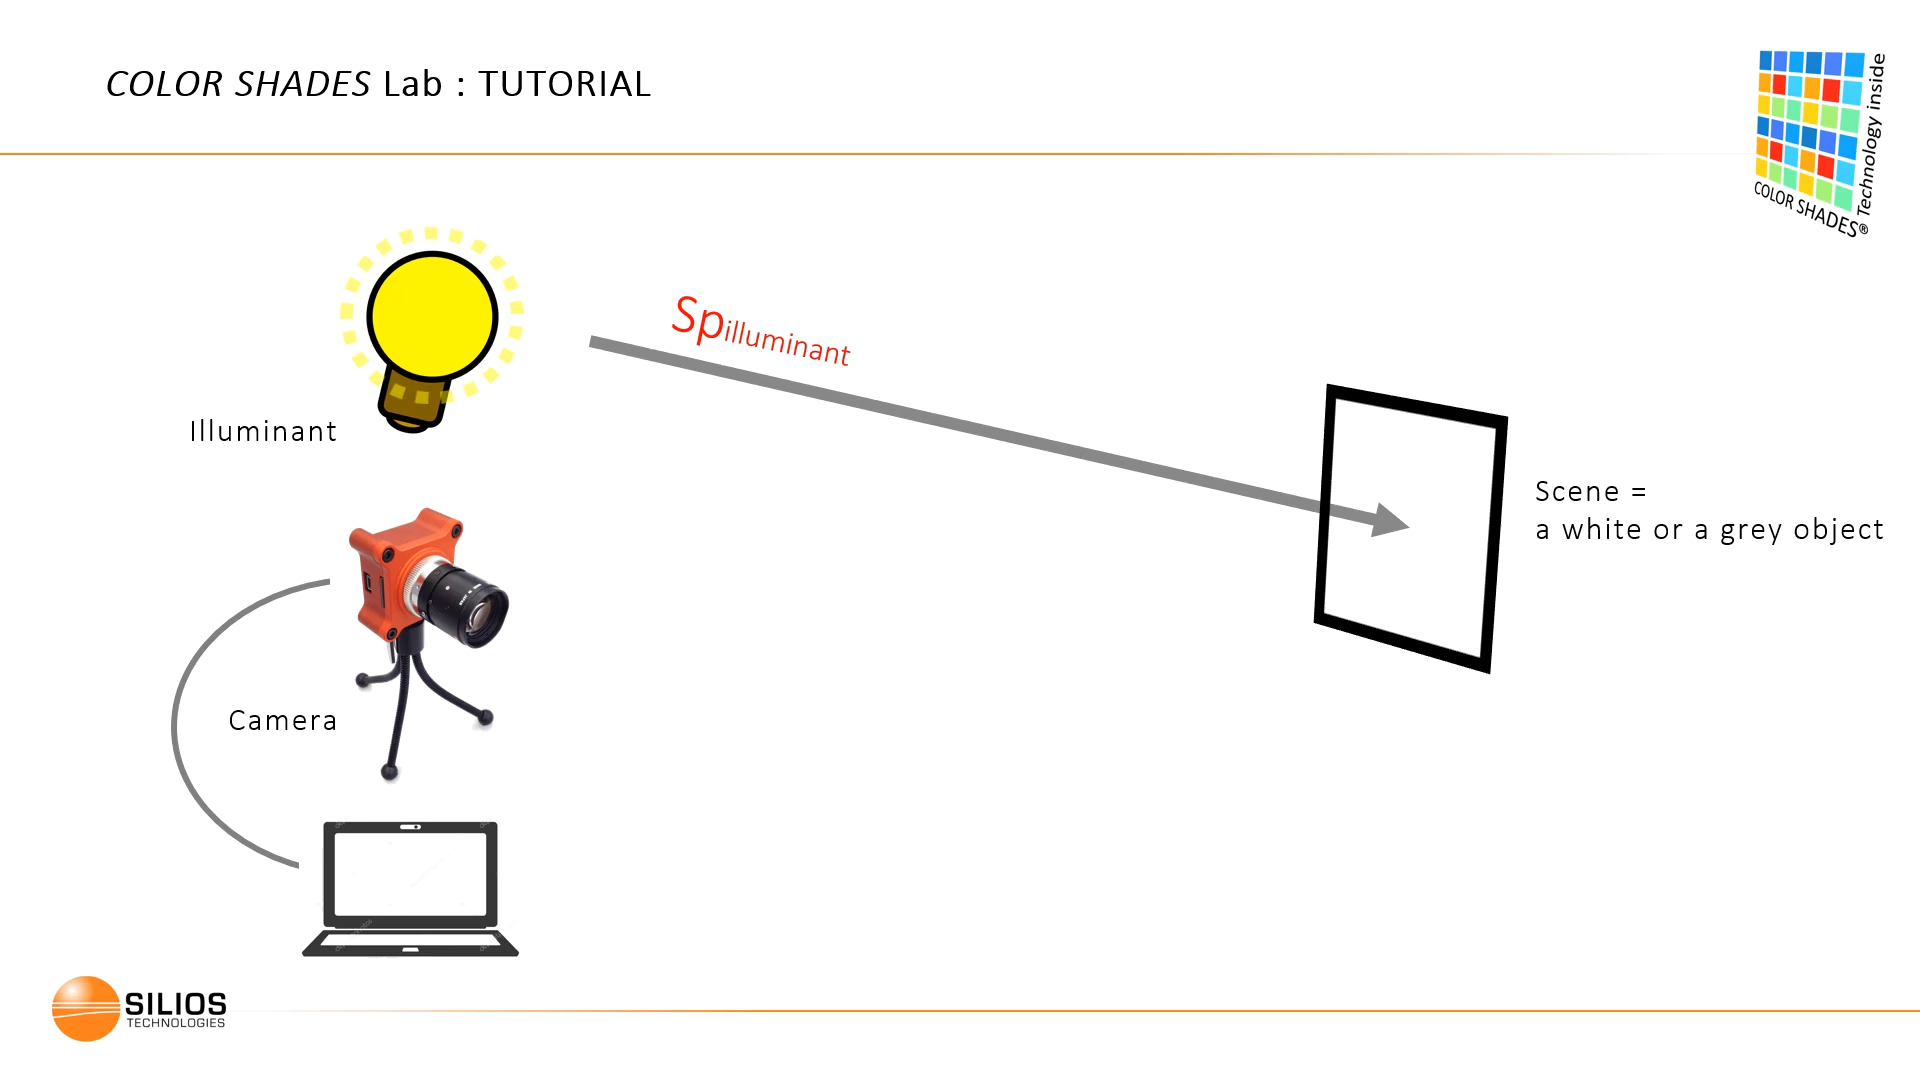 COLOR SHADES Lab : TUTORIAL
Technology inside
COLOR SHADES®
Spilluminant
Illuminant
Scene =
a white or a grey object
Camera
SILIOS
TECHNOLOGIES